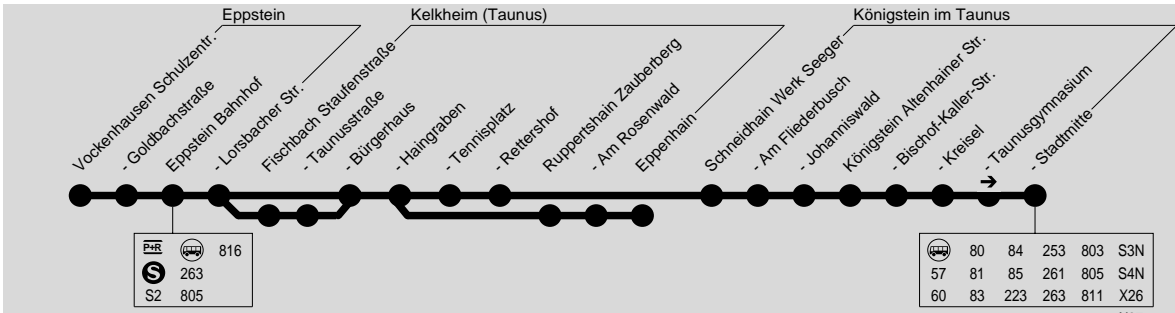 Eppstein
Kelkheim (Taunus)
Königstein im Taunus
Vockenhausen Schulzentr.
- Goldbachstraße
Eppstein Bahnhof
- Lorsbacher Str.
Fischbach Staufenstraße
- Taunusstraße
- Bürgerhaus
- Haingraben
- Tennisplatz
- Rettershof
Ruppertshain Zauberberg
- Am Rosenwald
Eppenhain
Schneidhain Werk Seeger
- Am Fliederbusch
- Johanniswald
Königstein Altenhainer Str.
- Bischof-Kaller-Str.
- Kreisel
- Taunusgymnasium
- Stadtmitte
P+R 816
S 263
S2 805
80 84 253 803 S3N
57 81 85 261 805 S4N
60 83 223 263 811 X26